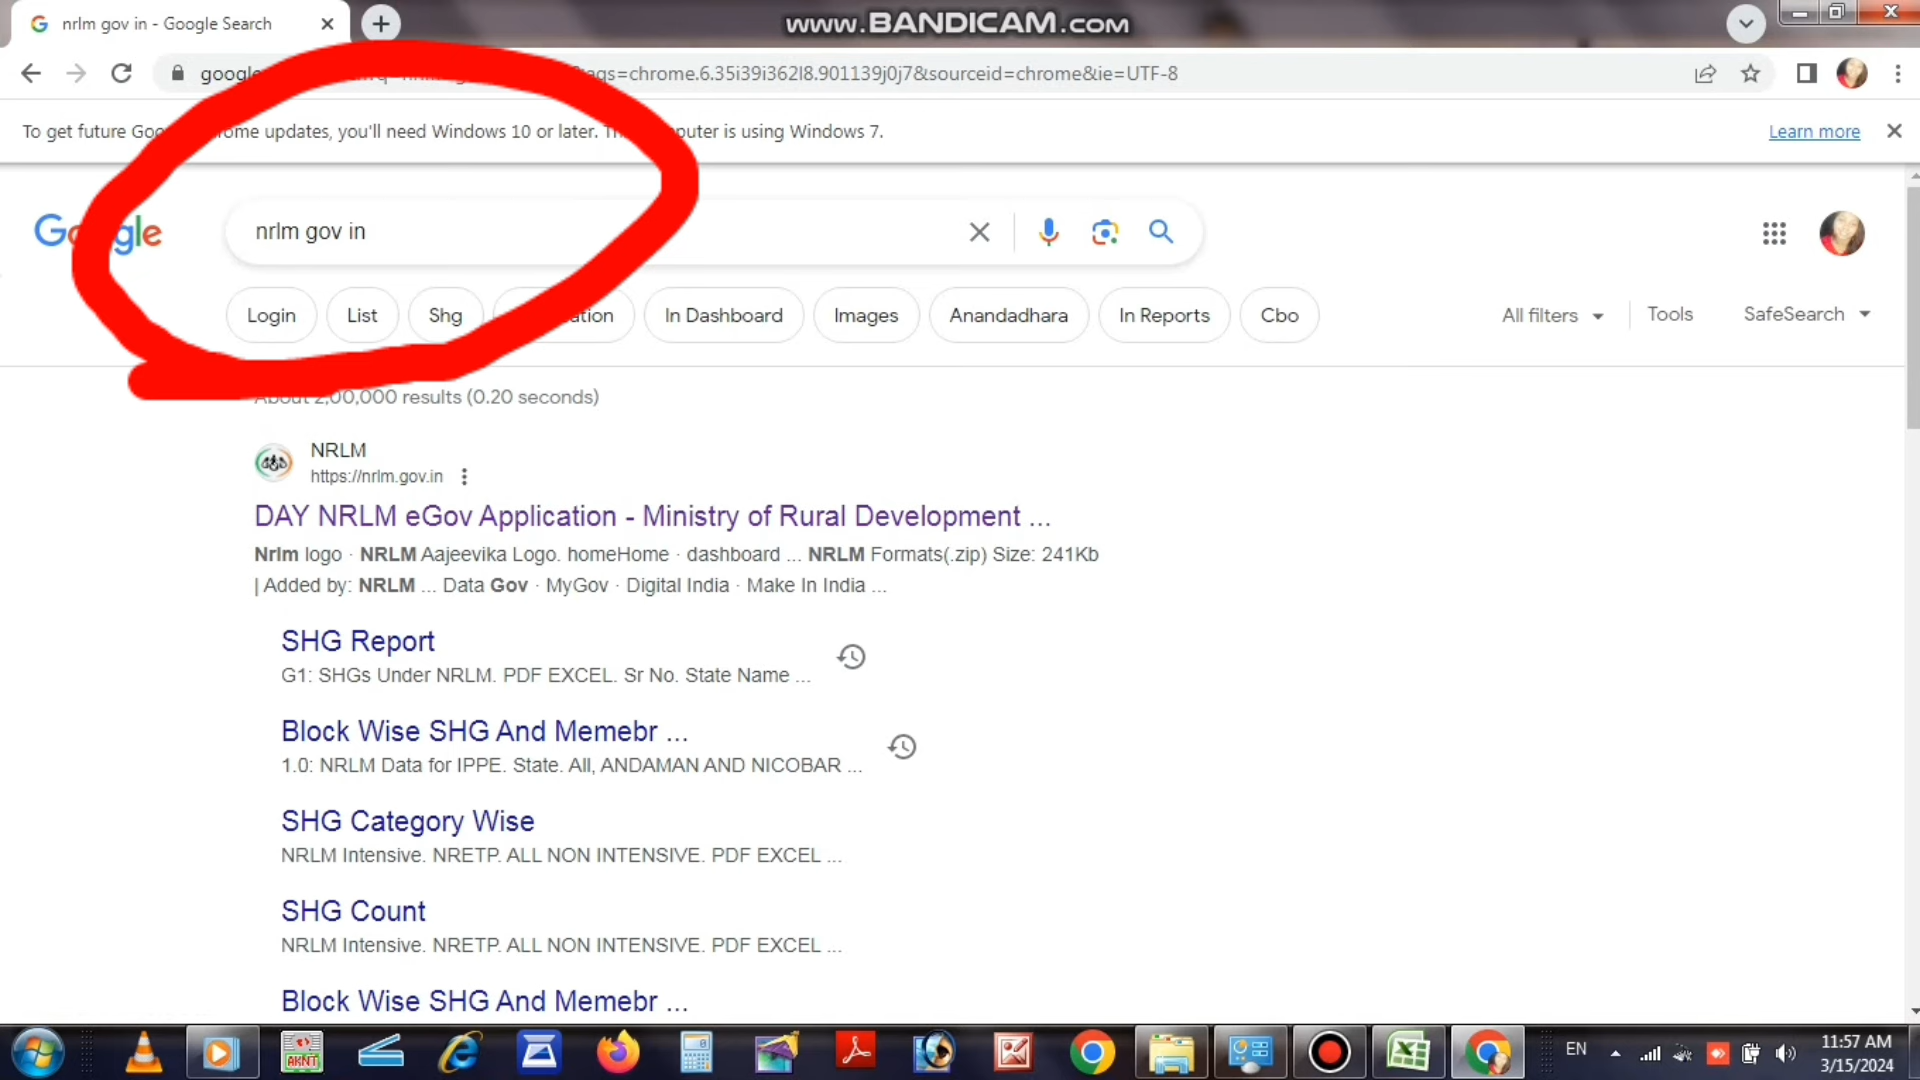 nrlm gov in - Google Search
www.BANDICAM.com
aqs=chrome.6.35i39i362l8.901139j0j7&sourceid=chrome&ie=UTF-8
updates, you'll need Windows 10 or later.
is using Windows 7.
Learn more
Google
nrlm gov in
Login
List
Shg
In Dashboard
Images
Anandadhara
In Reports
Cbo
All filters
Tools
SafeSearch
About 2,00,000 results (0.20 seconds)
NRLM
https://nrlm.gov.in
DAY NRLM eGov Application - Ministry of Rural Development ...
Nrlm logo · NRLM Aajeevika Logo. homeHome · dashboard ... NRLM Formats(.zip) Size: 241Kb
| Added by: NRLM ... Data Gov · MyGov · Digital India · Make In India ...
SHG Report
G1: SHGs Under NRLM. PDF EXCEL. Sr No. State Name ...
Block Wise SHG And Memebr ...
1.0: NRLM Data for IPPE. State. All, ANDAMAN AND NICOBAR ...
SHG Category Wise
NRLM Intensive. NRETP. ALL NON INTENSIVE. PDF EXCEL ...
SHG Count
NRLM Intensive. NRETP. ALL NON INTENSIVE. PDF EXCEL ...
Block Wise SHG And Memebr ...
AKNT
EN
11:57 AM
3/15/2024